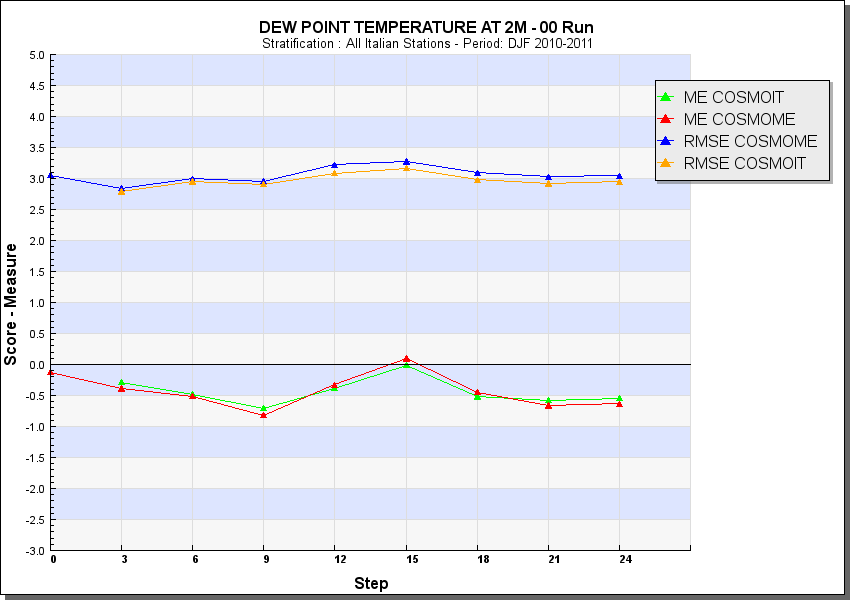 DEW POINT TEMPERATURE AT 2M - 00 Run
Stratification : All Italian Stations - Period: DJF 2010-2011
ME COSMOIT
ME COSMOME
RMSE COSMOME
RMSE COSMOIT
Score - Measure
5.0
4.5
4.0
3.5
3.0
2.5
2.0
1.5
1.0
0.5
0.0
-0.5
-1.0
-1.5
-2.0
-2.5
-3.0
0 3 6 9 12 15 18 21 24
Step